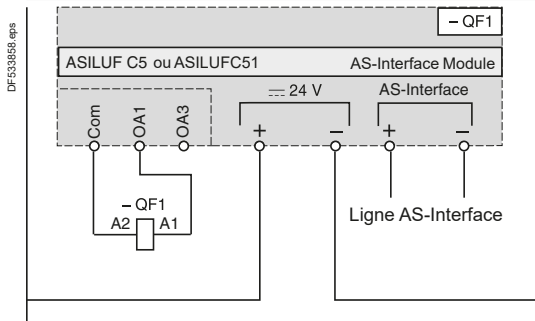 DF533858.eps
– QF1
ASILUF C5 ou ASILUFC51 AS-Interface Module
24 V AS-Interface
Com OA1 OA3 + – + –
– QF1
A2 A1
Ligne AS-Interface